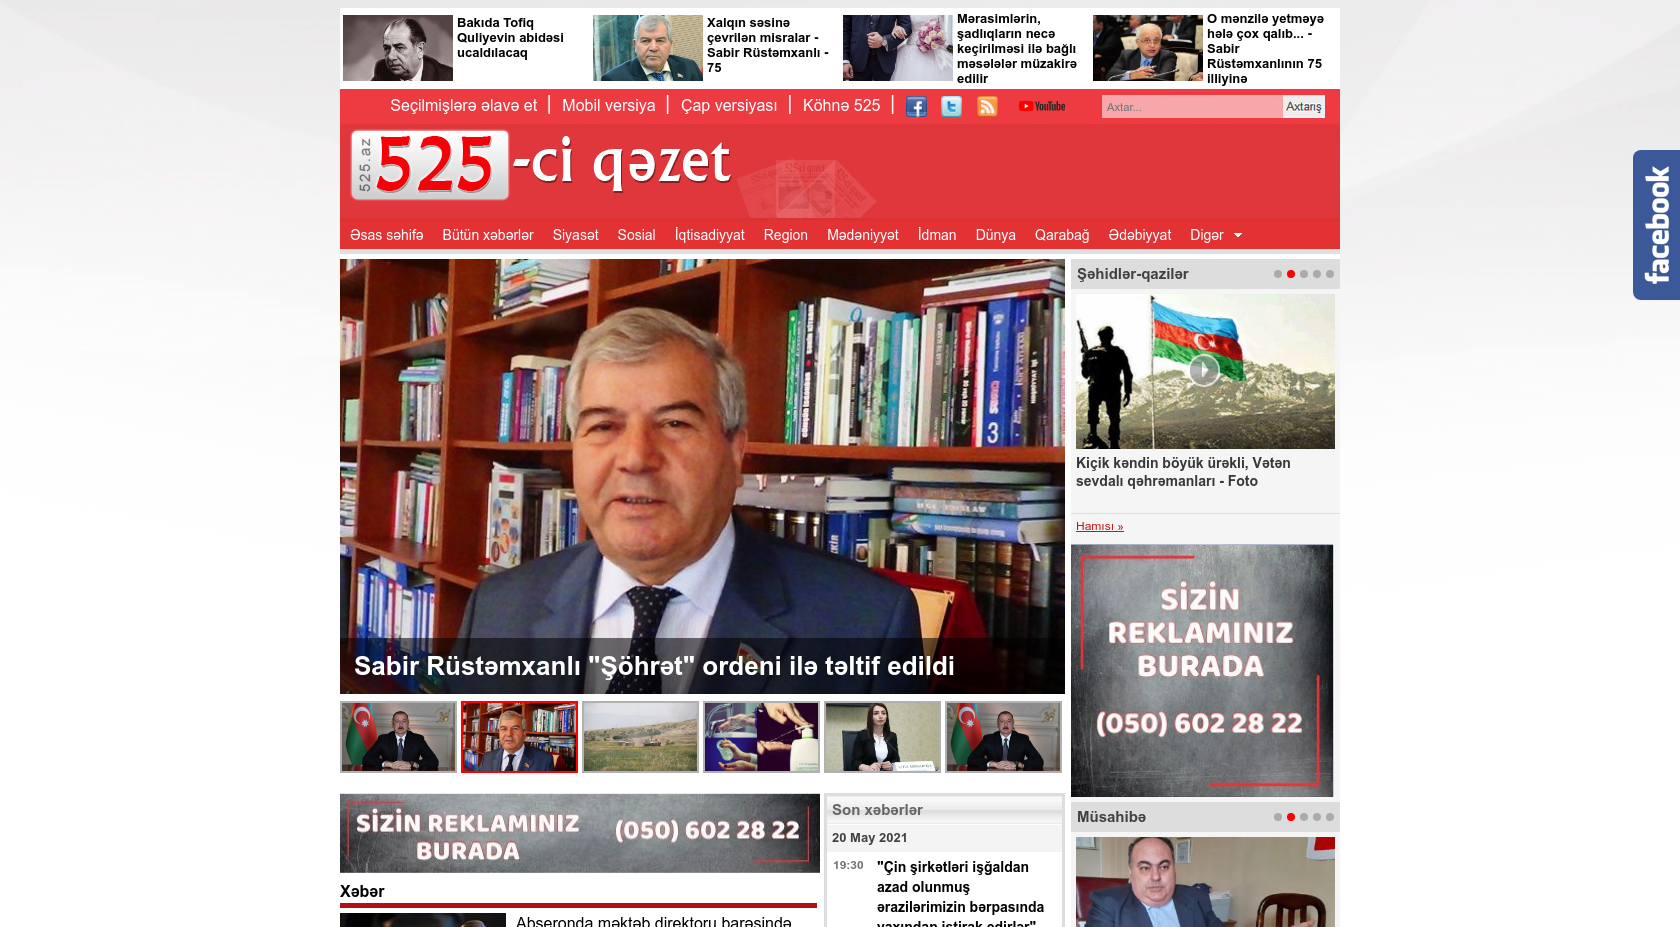 Bakıda Tofiq
Quliyevin abidəsi
ucaldılacaq
Xalqın səsinə
çevrilən misralar -
Sabir Rüstəmxanlı -
75
Mərasimlərin,
şadlıqların necə
keçirilməsi ilə bağlı
məsələlər müzakirə
edilir
O mənzilə yetməyə
hələ çox qalıb... -
Sabir
Rüstəmxanlının 75
illiyinə
Seçilmişlərə əlavə et | Mobil versiya | Çap versiyası | Köhnə 525 |
YouTube
Axtar...
Axtarış
525.az
525-ci qəzet
facebook
Əsas səhifə Bütün xəbərlər Siyasət Sosial İqtisadiyyat Region Mədəniyyət İdman Dünya Qarabağ Ədəbiyyat Digər
Sabir Rüstəmxanlı "Şöhrət" ordeni ilə təltif edildi
Şəhidlər-qazilər
Kiçik kəndin böyük ürəkli, Vətən
sevdalı qəhrəmanları - Foto
Hamısı »
SİZİN
REKLAMINIZ
BURADA
(050) 602 28 22
SİZİN REKLAMINIZ
BURADA
(050) 602 28 22
Xəbər
Abşeronda məktəb direktoru barəsində
Son xəbərlər
20 May 2021
19:30
"Çin şirkətləri işğaldan
azad olunmuş
ərazilərimizin bərpasında
yaxından iştirak edirlər"
Müsahibə